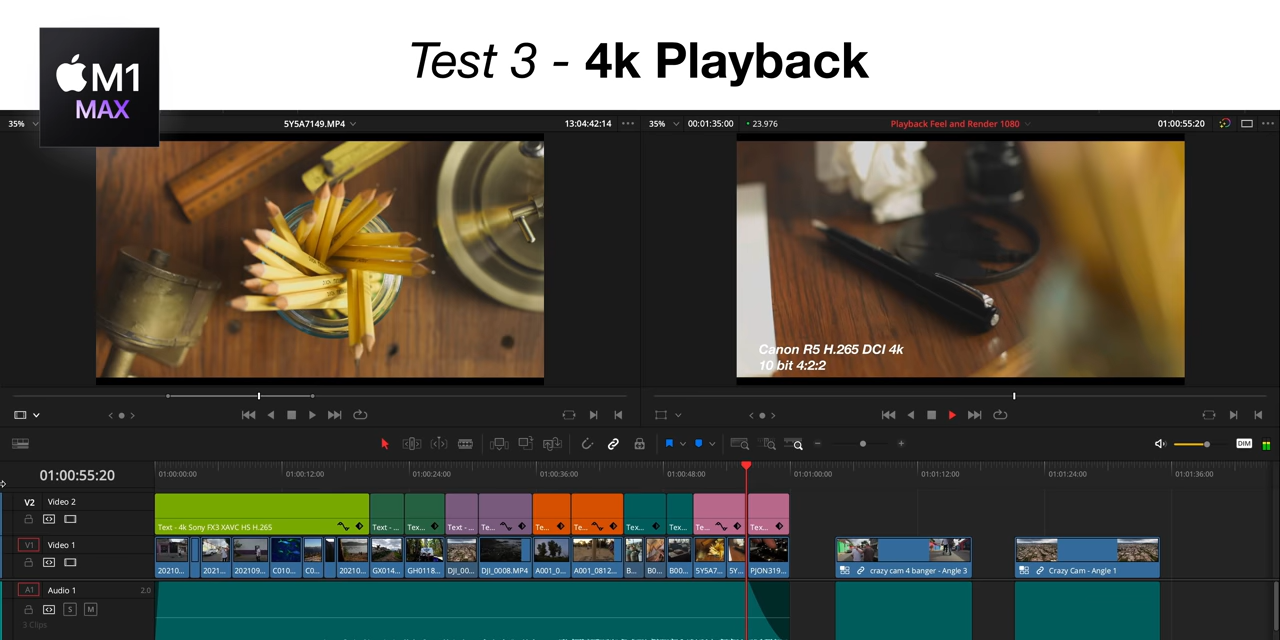 M1
MAX
Test 3 - 4k Playback
35%
5Y5A7149.MP4
13:04:42:14
35%
00:01:35:00
23.976
Playback Feel and Render 1080
01:00:55:20
Canon R5 H.265 DCI 4k
10 bit 4:2:2
DIM
01:00:55:20
01:00:00:00
01:00:12:00
01:00:24:00
01:00:36:00
01:00:48:00
01:01:00:00
01:01:12:00
01:01:24:00
01:01:36:00
V2 Video 2
Text - 4k Sony FX3 XAVC HS H.265
Text - ...
Tex...
Text - ...
Te...
Te...
Te...
Tex...
Tex...
Te...
Tex...
V1 Video 1
20210...
2021...
202109...
C010...
C0...
20210...
GX014...
GH0118...
DJI_00...
DJI_0008.MP4
A001_0...
A001_0812...
B...
B0...
B00...
5Y5A7...
5Y...
PJON319...
crazy cam 4 banger - Angle 3
Crazy Cam - Angle 1
A1 Audio 1 2.0
S M
3 Clips